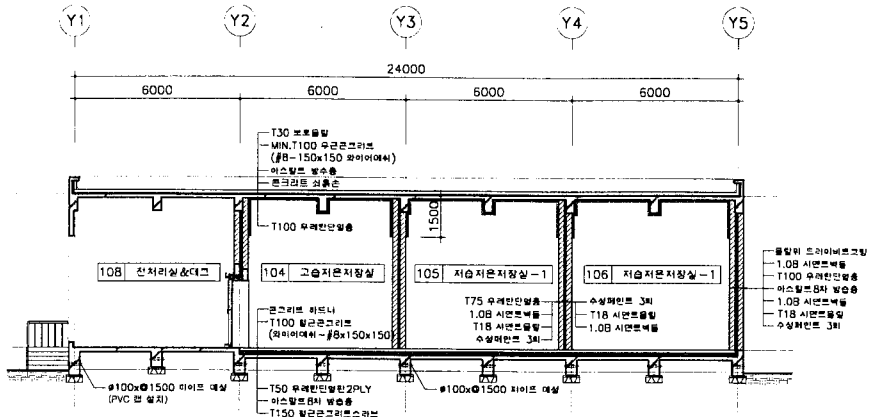 Y1 Y2 Y3 Y4 Y5
24000
6000 6000 6000 6000
T30 보호몰탈
MIN.T100 무근콘크리트
(#8-150x150 와이어메쉬)
아스팔트 방수층
콘크리트 쇠흙손
T100 우레탄단열층
1500
108 전처리실&데크
104 고습저온저장실
105 저습저온저장실-1
106 저습저온저장실-1
몰탈위 드라이비트코팅
1.0B 시멘트벽돌
T100 우레탄단열층
아스팔트8차 방습층
1.0B 시멘트벽돌
T18 시멘트몰탈
수성페인트 3회
T75 우레탄단열층
1.0B 시멘트벽돌
T18 시멘트몰탈
수성페인트 3회
수성페인트 3회
T18 시멘트몰탈
1.0B 시멘트벽돌
콘크리트 하드너
T100 철근콘크리트
(와이어메쉬-#8x150x150)
ø100x@1500 파이프 매설
(PVC 캡 설치)
T50 우레탄단열판2PLY
아스팔트8차 방습층
T150 철근콘크리트스라브
ø100x@1500 파이프 매설